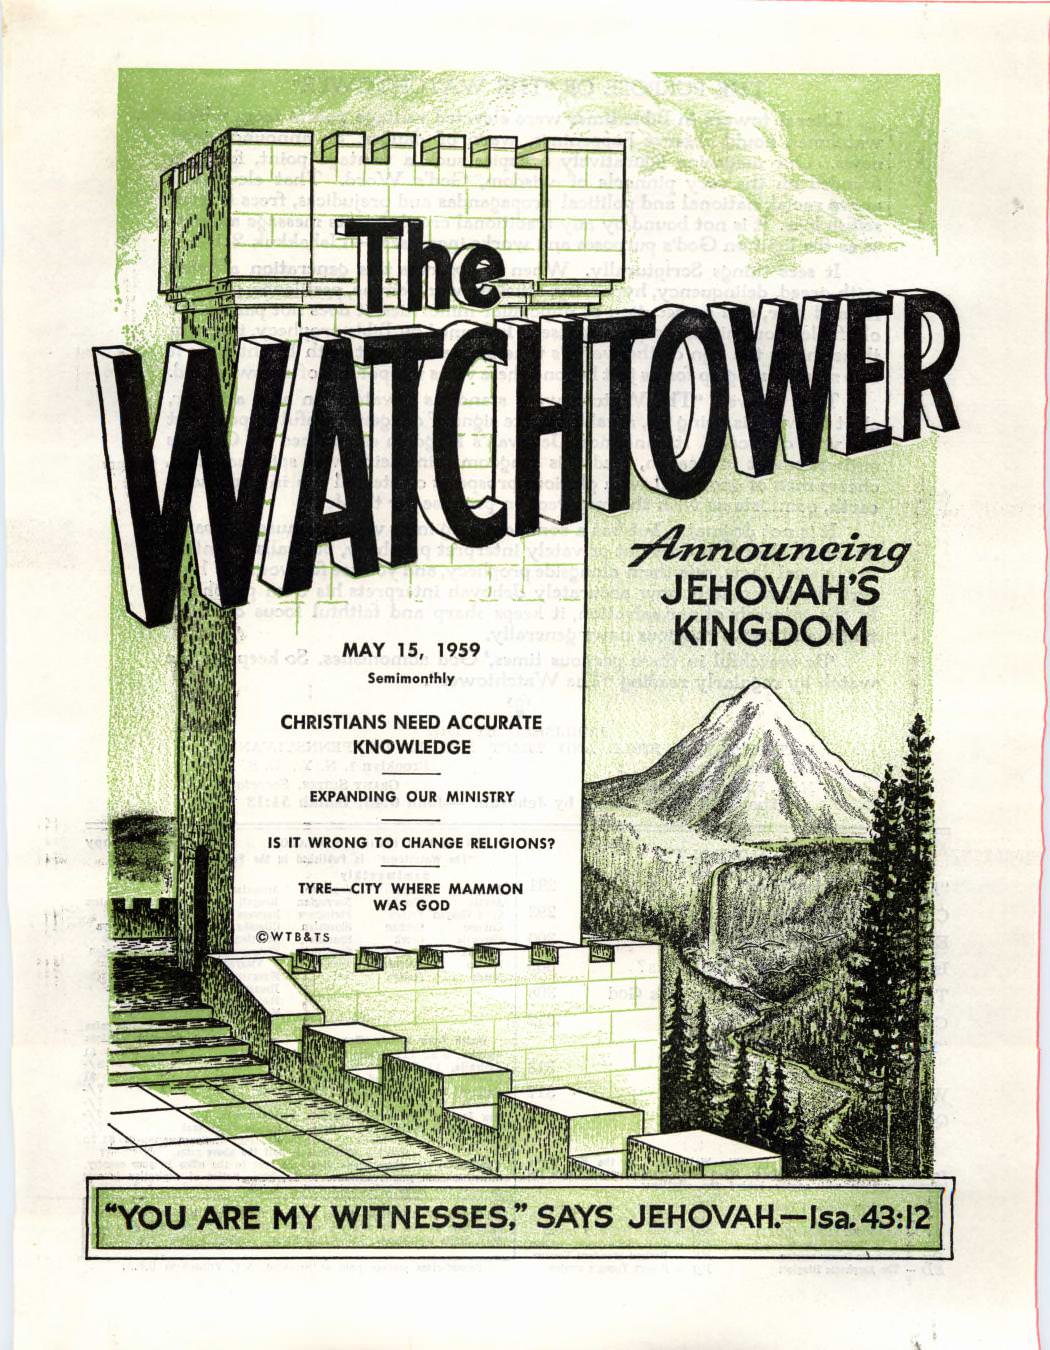 The
WATCHTOWER
Announcing
JEHOVAH'S
KINGDOM
MAY 15, 1959
Semimonthly
CHRISTIANS NEED ACCURATE
KNOWLEDGE
EXPANDING OUR MINISTRY
IS IT WRONG TO CHANGE RELIGIONS?
TYRE—CITY WHERE MAMMON
WAS GOD
©WTB&TS
"YOU ARE MY WITNESSES," SAYS JEHOVAH.—Isa. 43:12